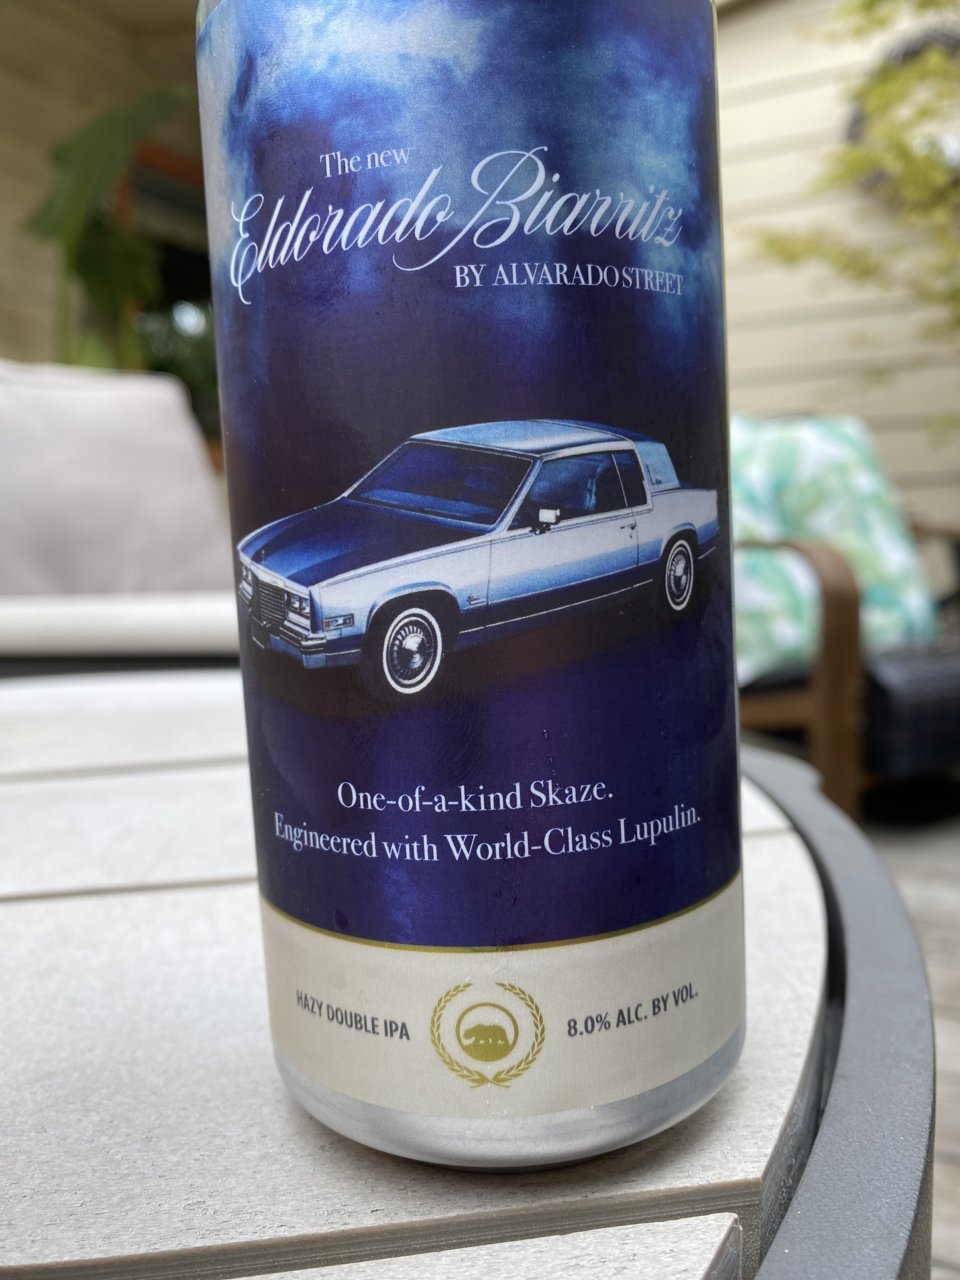 The new
Eldorado Biarritz
BY ALVARADO STREET
One-of-a-kind Skaze.
Engineered with World-Class Lupulin.
HAZY DOUBLE IPA
8.0% ALC. BY VOL.